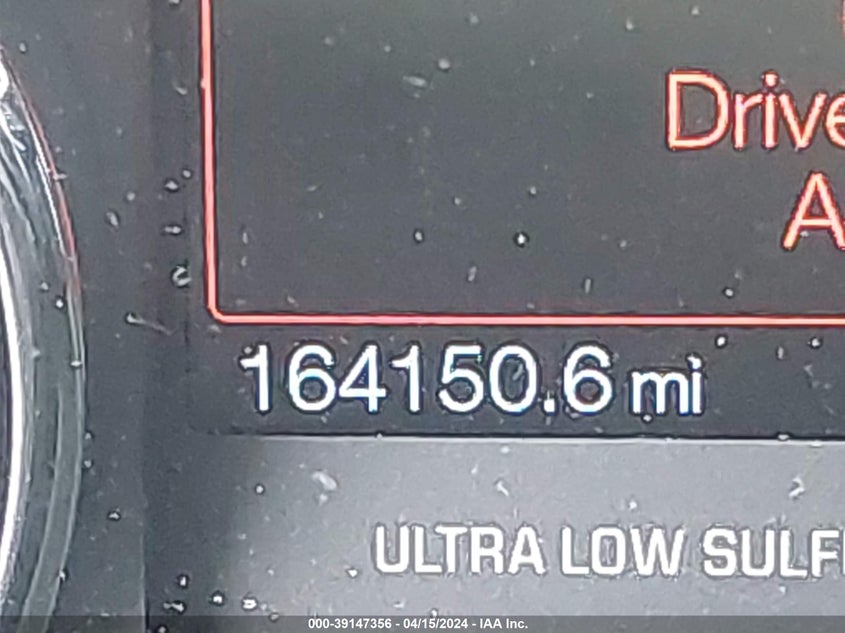 Drive
A
164150.6 mi
ULTRA LOW SULF
000-39147356 - 04/15/2024 - IAA Inc.